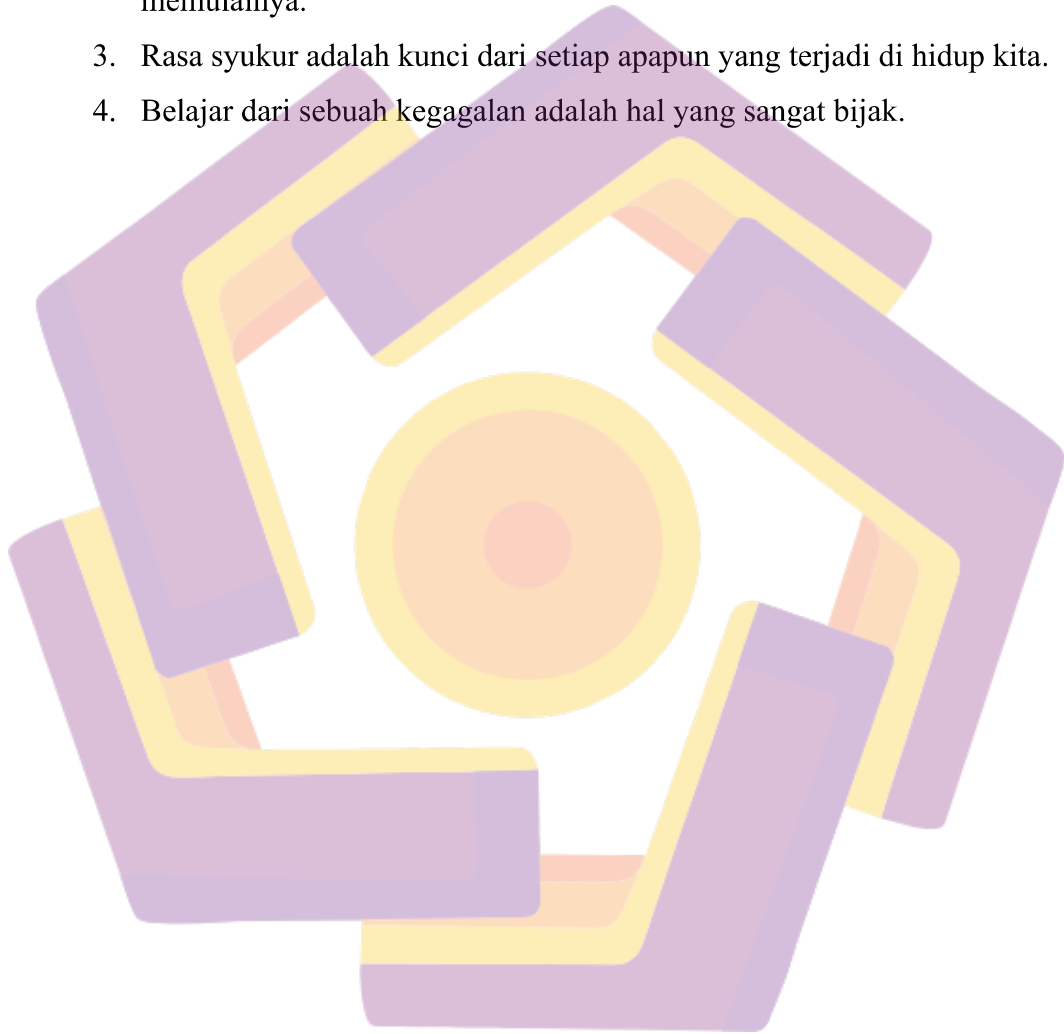 memulainya.
3. Rasa syukur adalah kunci dari setiap apapun yang terjadi di hidup kita.
4. Belajar dari sebuah kegagalan adalah hal yang sangat bijak.